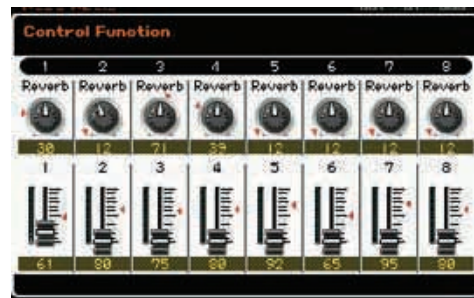 Control Function
1 2 3 4 5 6 7 8
Reverb Reverb Reverb Reverb Reverb Reverb Reverb Reverb
30 12 71 39 12 12 12 12
1 2 3 4 5 6 7 8
61 80 75 80 92 65 95 80